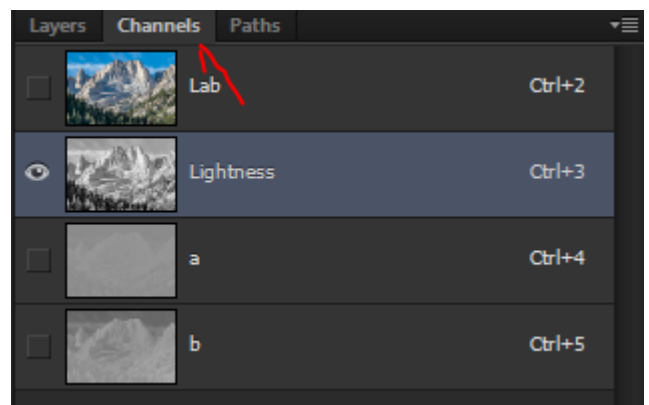 Layers Channels Paths
Lab Ctrl+2
Lightness Ctrl+3
a Ctrl+4
b Ctrl+5